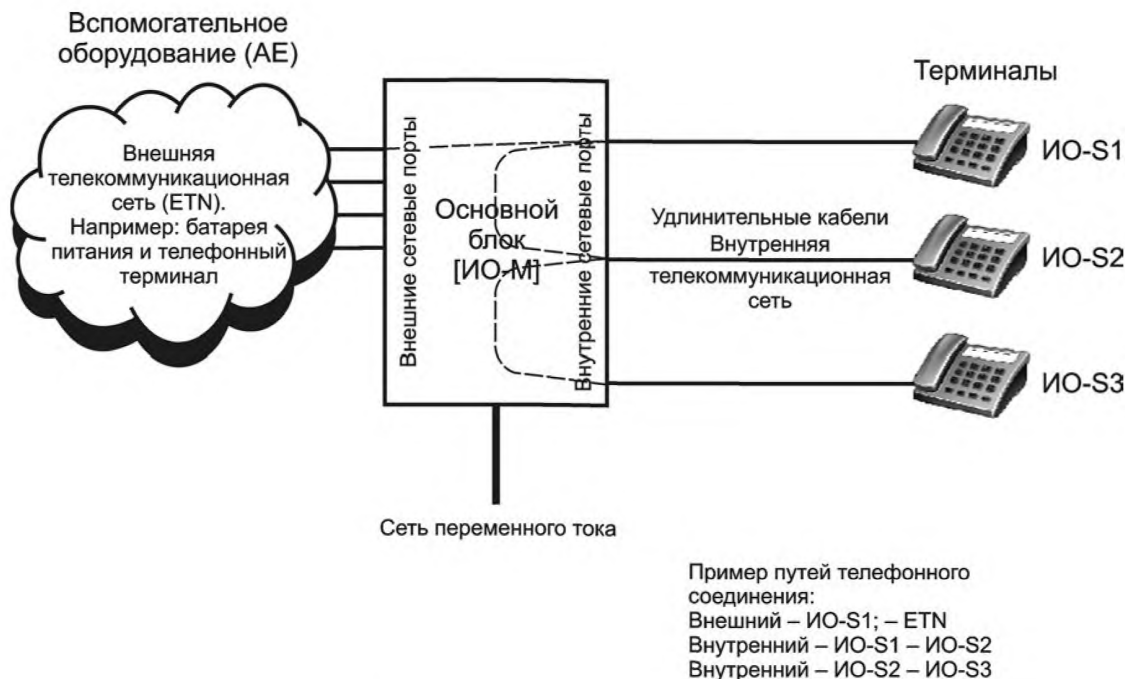 Вспомогательное
оборудование (AE)
Внешняя
телекоммуникационная
сеть (ETN).
Например: батарея
питания и телефонный
терминал
Внешние сетевые порты
Основной
блок
[ИО-М]
Внутренние сетевые порты
Удлинительные кабели
Внутренняя
телекоммуникационная
сеть
Терминалы
ИО-S1
ИО-S2
ИО-S3
Сеть переменного тока
Пример путей телефонного
соединения:
Внешний – ИО-S1; – ETN
Внутренний – ИО-S1 – ИО-S2
Внутренний – ИО-S2 – ИО-S3